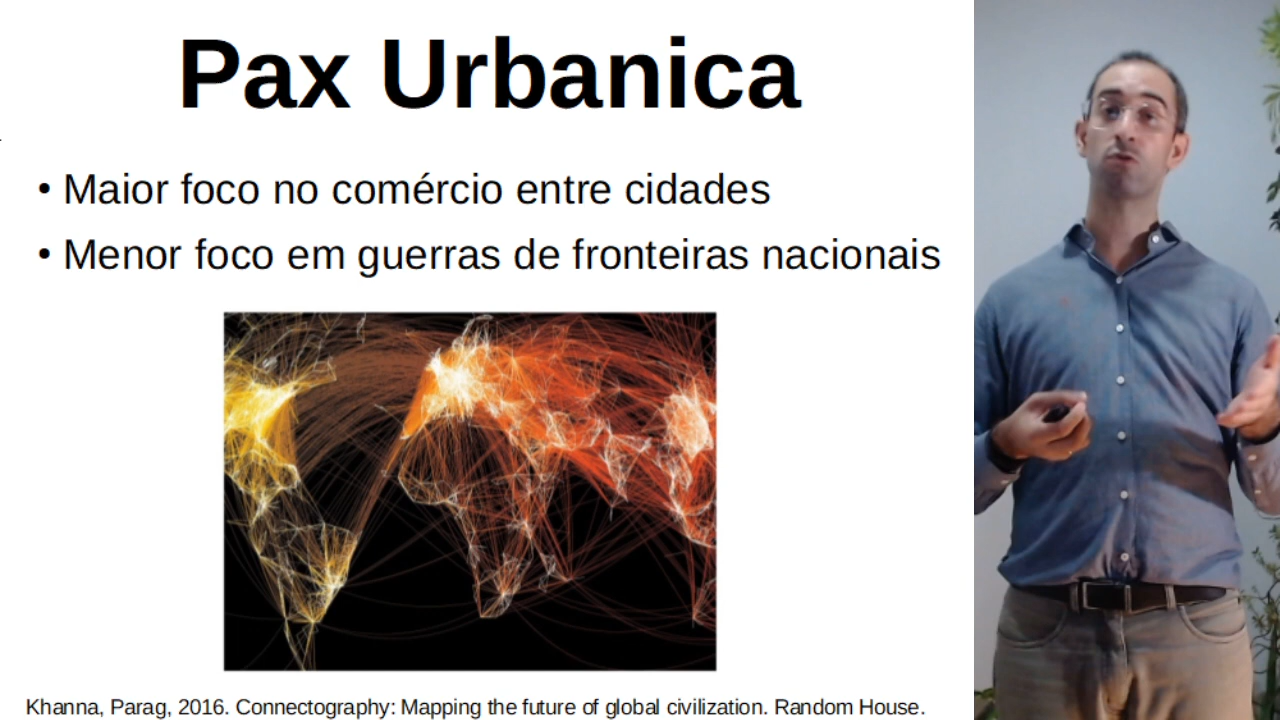 Pax Urbanica
• Maior foco no comércio entre cidades
• Menor foco em guerras de fronteiras nacionais
Khanna, Parag, 2016. Connectography: Mapping the future of global civilization. Random House.